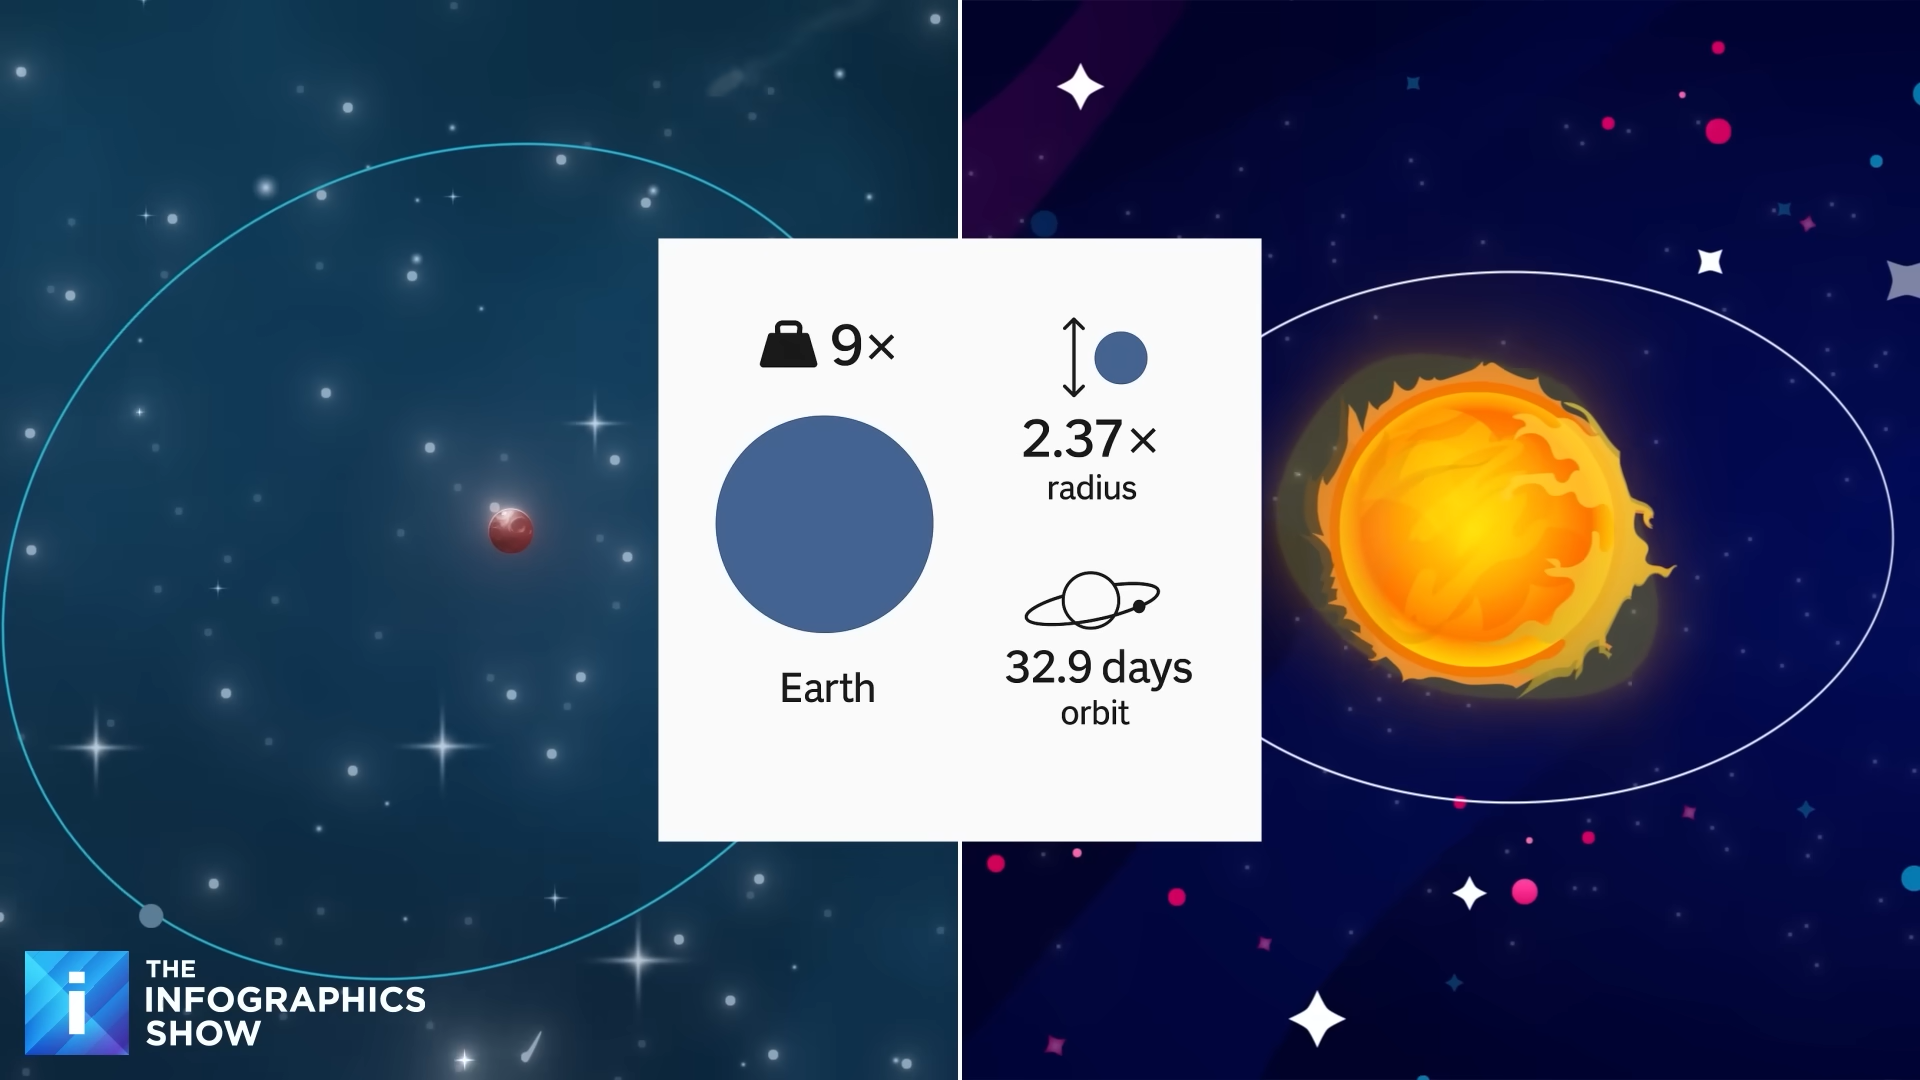 9×
Earth
2.37×
radius
32.9 days
orbit
i
THE
INFOGRAPHICS
SHOW